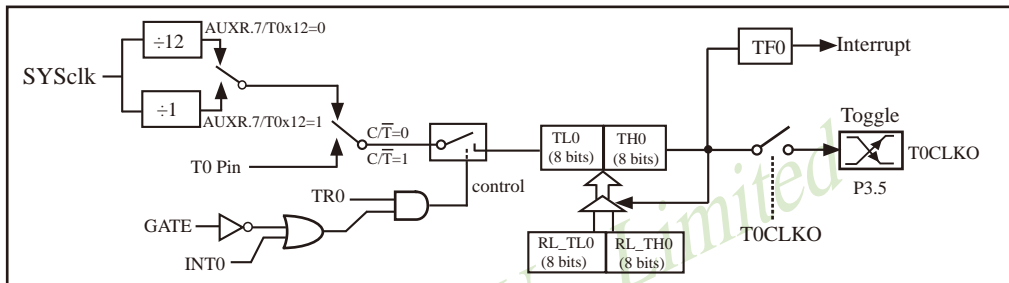 ÷12
AUXR.7/T0x12=0
SYSclk
÷1
AUXR.7/T0x12=1
T0 Pin
C/T̅=0
C/T̅=1
control
TR0
GATE
INT0
TL0
(8 bits)
TH0
(8 bits)
RL_TL0
(8 bits)
RL_TH0
(8 bits)
TF0
Interrupt
Toggle
T0CLKO
P3.5
T0CLKO
Limited